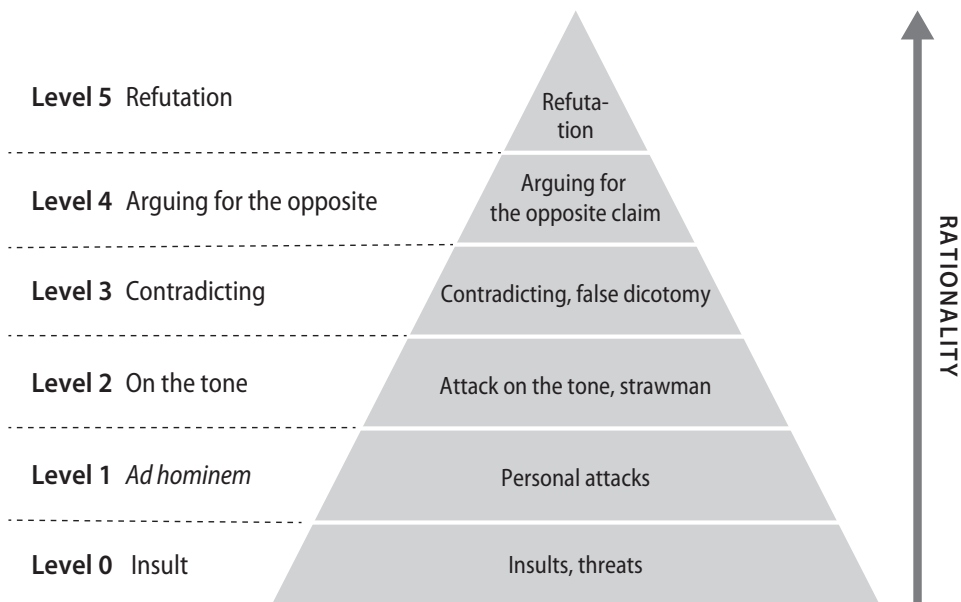 Level 5 Refutation
Refuta-
tion
Level 4 Arguing for the opposite
Arguing for
the opposite claim
Level 3 Contradicting
Contradicting, false dicotomy
Level 2 On the tone
Attack on the tone, strawman
Level 1 Ad hominem
Personal attacks
Level 0 Insult
Insults, threats
RATIONALITY